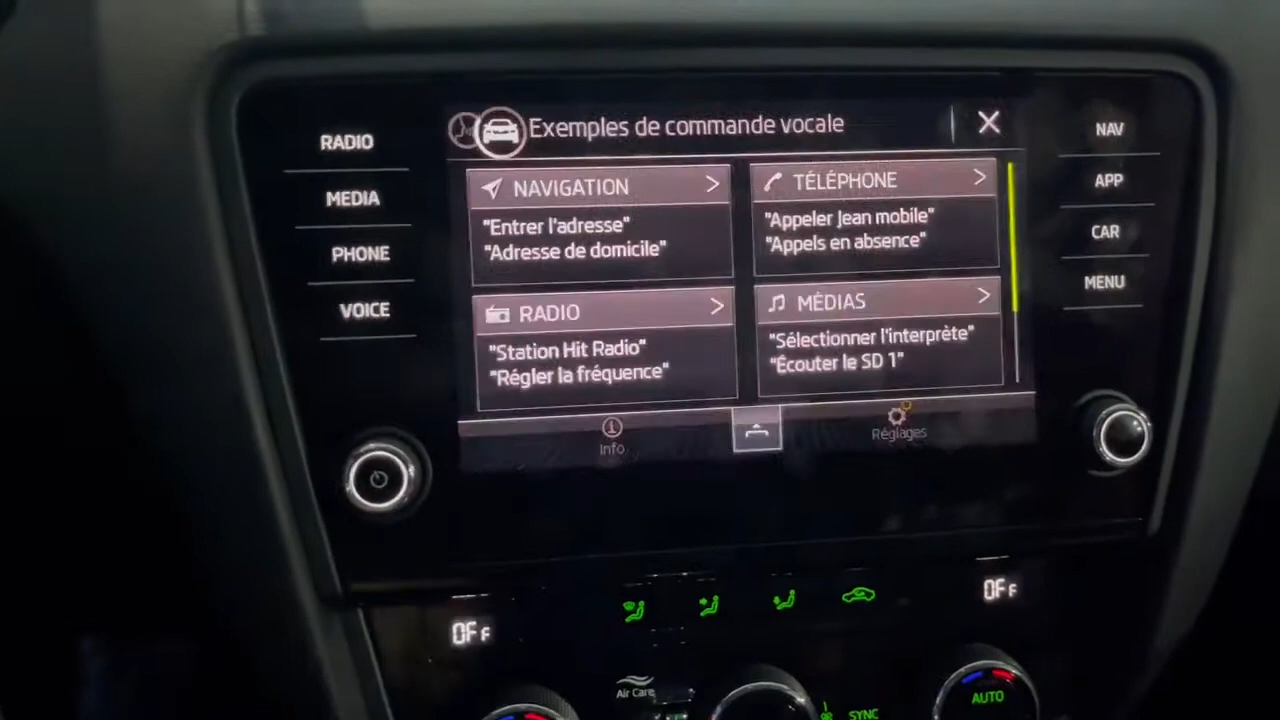 RADIO
MEDIA
PHONE
VOICE
Exemples de commande vocale
NAVIGATION
"Entrer l'adresse"
"Adresse de domicile"
TÉLÉPHONE
"Appeler Jean mobile"
"Appels en absence"
RADIO
"Station Hit Radio"
"Régler la fréquence"
MÉDIAS
"Sélectionner l'interprète"
"Écouter le SD 1"
Info
Réglages
NAV
APP
CAR
MENU
OFF
OFF
Air Care
SYNC
AUTO